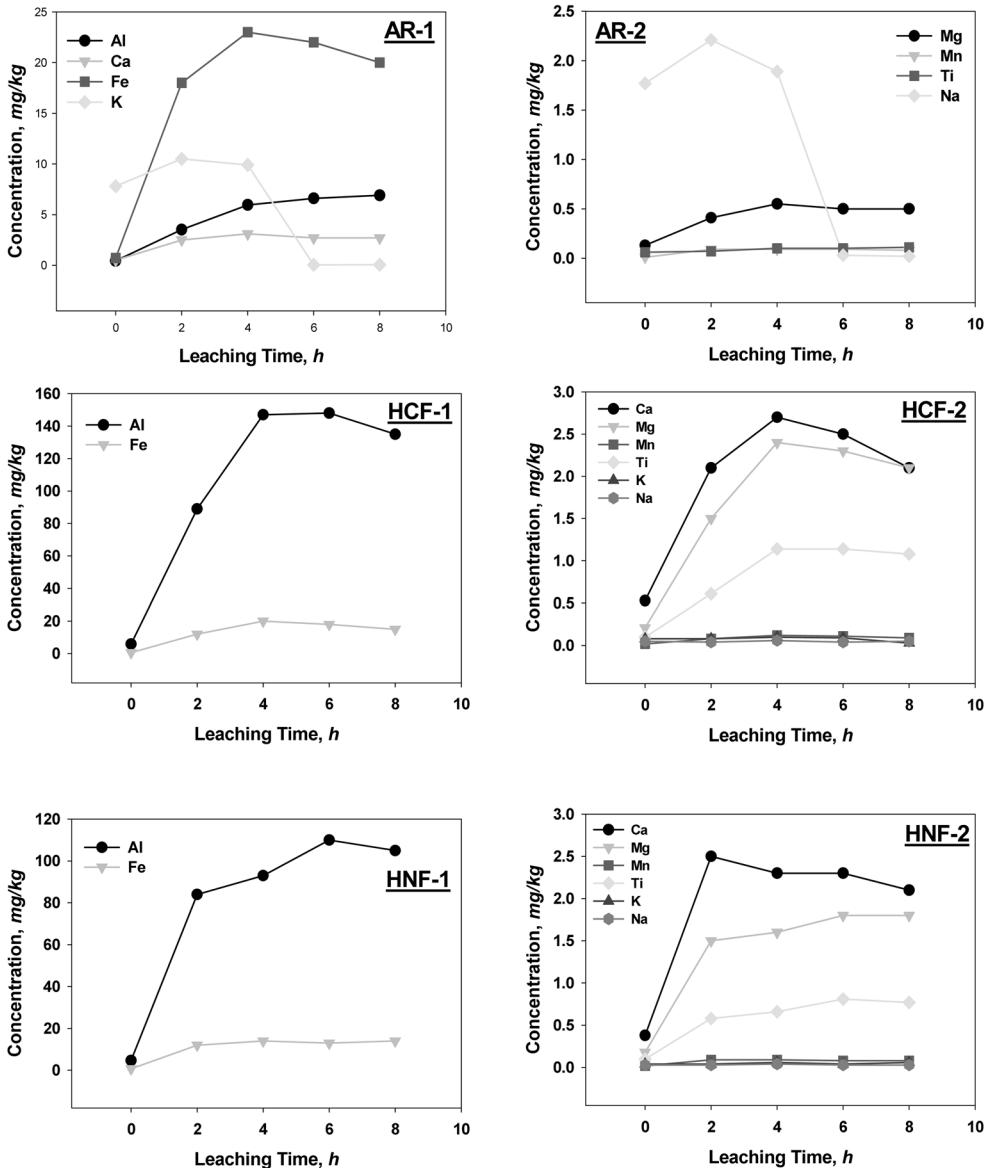 AR-1
Al
Ca
Fe
K
Concentration, mg/kg
25
20
15
10
5
0
0 2 4 6 8 10
Leaching Time, h
AR-2
Mg
Mn
Ti
Na
Concentration, mg/kg
2.5
2.0
1.5
1.0
0.5
0.0
0 2 4 6 8 10
Leaching Time, h
HCF-1
Al
Fe
Concentration, mg/kg
160
140
120
100
80
60
40
20
0
0 2 4 6 8 10
Leaching Time, h
HCF-2
Ca
Mg
Mn
Ti
K
Na
Concentration, mg/kg
3.0
2.5
2.0
1.5
1.0
0.5
0.0
0 2 4 6 8 10
Leaching Time, h
HNF-1
Al
Fe
Concentration, mg/kg
120
100
80
60
40
20
0
0 2 4 6 8 10
Leaching Time, h
HNF-2
Ca
Mg
Mn
Ti
K
Na
Concentration, mg/kg
3.0
2.5
2.0
1.5
1.0
0.5
0.0
0 2 4 6 8 10
Leaching Time, h